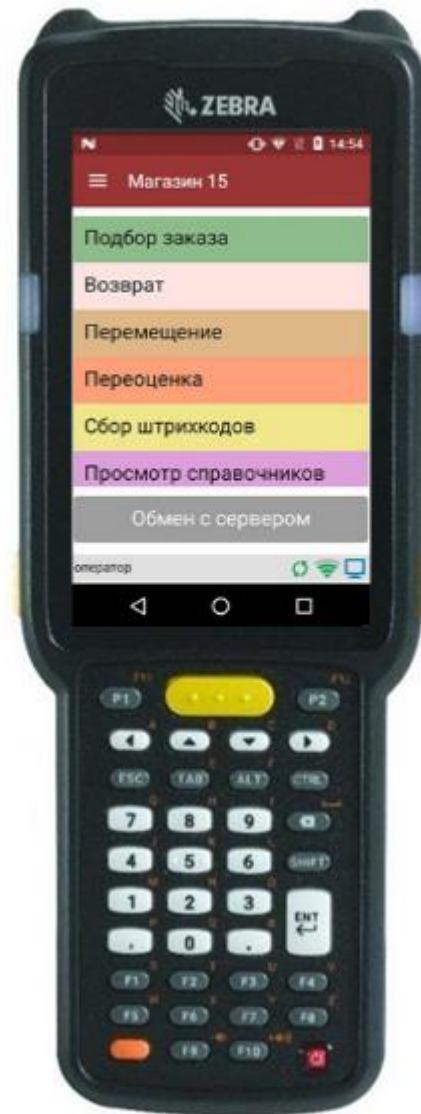 ZEBRA
N 14:54
Магазин 15
Подбор заказа
Возврат
Перемещение
Переоценка
Сбор штрихкодов
Просмотр справочников
Обмен с сервером
оператор
P1 P2
ESC TAB ALT CTRL
7 8 9
4 5 6 SHIFT
1 2 3
ENT
, 0 .
F1 F2 F3 F4
F5 F6 F7 F8
F9 F10